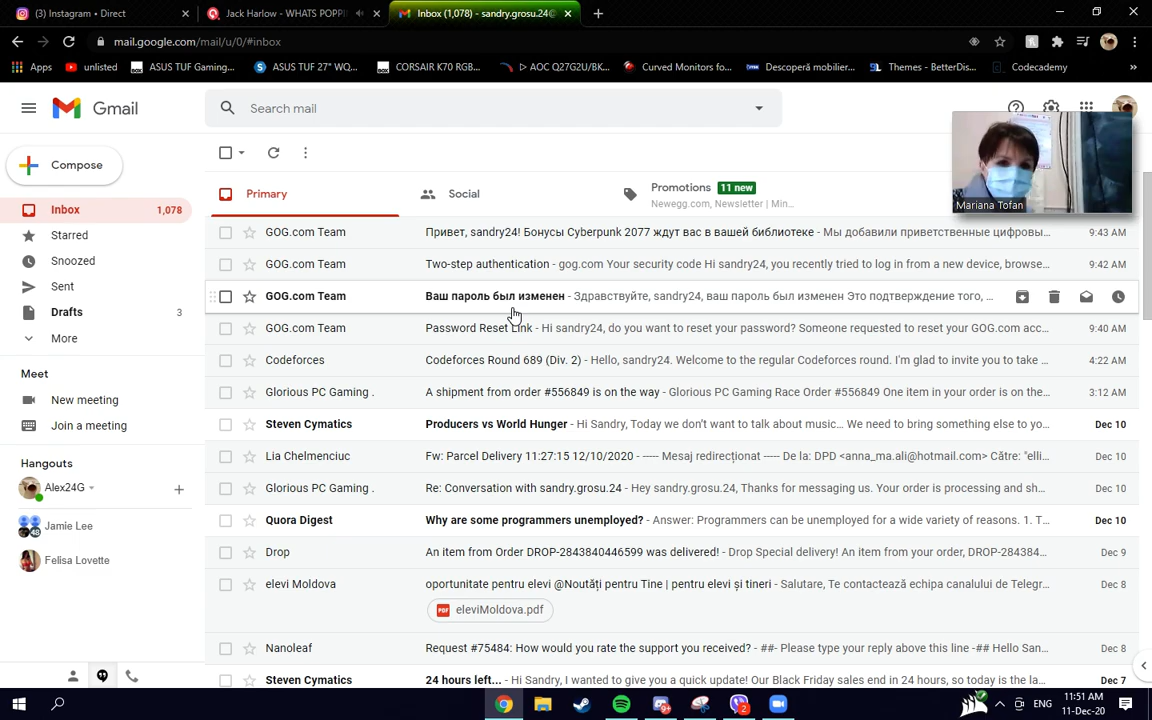 (3) Instagram • Direct
Jack Harlow - WHATS POPPI
Inbox (1,078) - sandry.grosu.24@
mail.google.com/mail/u/0/#inbox
Apps
unlisted
ASUS TUF Gaming...
ASUS TUF 27" WQ...
CORSAIR K70 RGB...
▷ AOC Q27G2U/BK...
Curved Monitors fo...
Descoperă mobilier...
Themes - BetterDis...
Codecademy
Gmail
Search mail
Compose
Inbox 1,078
Starred
Snoozed
Sent
Drafts 3
More
Meet
New meeting
Join a meeting
Hangouts
Alex24G
Jamie Lee
Felisa Lovette
Mariana Tofan
Primary
Social
Promotions 11 new
Newegg.com, Newsletter | Min...
GOG.com Team Привет, sandry24! Бонусы Cyberpunk 2077 ждут вас в вашей библиотеке - Мы добавили приветственные цифровы... 9:43 AM
GOG.com Team Two-step authentication - gog.com Your security code Hi sandry24, you recently tried to log in from a new device, browse... 9:42 AM
GOG.com Team Ваш пароль был изменен - Здравствуйте, sandry24, ваш пароль был изменен Это подтверждение того, ...
GOG.com Team Password Reset Link - Hi sandry24, do you want to reset your password? Someone requested to reset your GOG.com acc... 9:40 AM
Codeforces Codeforces Round 689 (Div. 2) - Hello, sandry24. Welcome to the regular Codeforces round. I'm glad to invite you to take ... 4:22 AM
Glorious PC Gaming . A shipment from order #556849 is on the way - Glorious PC Gaming Race Order #556849 One item in your order is on the... 3:12 AM
Steven Cymatics Producers vs World Hunger - Hi Sandry, Today we don't want to talk about music... We need to bring something else to yo... Dec 10
Lia Chelmenciuc Fw: Parcel Delivery 11:27:15 12/10/2020 - ----- Mesaj redirecționat ----- De la: DPD <anna_ma.ali@hotmail.com> Către: "elli... Dec 10
Glorious PC Gaming . Re: Conversation with sandry.grosu.24 - Hey sandry.grosu.24, Thanks for messaging us. Your order is processing and sh... Dec 10
Quora Digest Why are some programmers unemployed? - Answer: Programmers can be unemployed for a wide variety of reasons. 1. T... Dec 10
Drop An item from Order DROP-2843840446599 was delivered! - Drop Special delivery! An item from your order, DROP-284384... Dec 9
elevi Moldova oportunitate pentru elevi @Noutăți pentru Tine | pentru elevi și tineri - Salutare, Te contactează echipa canalului de Telegr... Dec 8
PDF eleviMoldova.pdf
Nanoleaf Request #75484: How would you rate the support you received? - ##- Please type your reply above this line -## Hello San... Dec 8
Steven Cymatics 24 hours left... - Hi Sandry, I wanted to give you a quick update! Our Black Friday sales end in 24 hours, so today is the la... Dec 7
ENG
11:51 AM
11-Dec-20